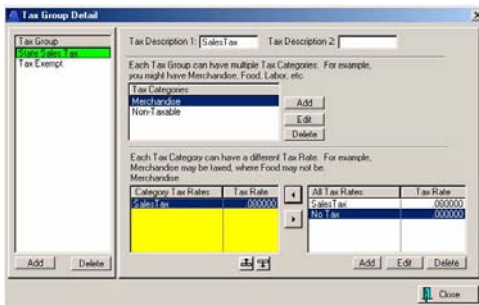 Tax Group Detail
Tax Group
State Sales Tax
Tax Exempt
Add
Delete
Tax Description 1: SalesTax Tax Description 2:
Each Tax Group can have multiple Tax Categories. For example,
you might have Merchandise, Food, Labor, etc.
Tax Categories
Merchandise
Non-Taxable
Add
Edit
Delete
Each Tax Category can have a different Tax Rate. For example,
Merchandise may be taxed, where Food may not be.
Merchandise
Category Tax Rates Tax Rate
SalesTax .080000
All Tax Rates Tax Rate
SalesTax .080000
No Tax .000000
Add Edit Delete
Close